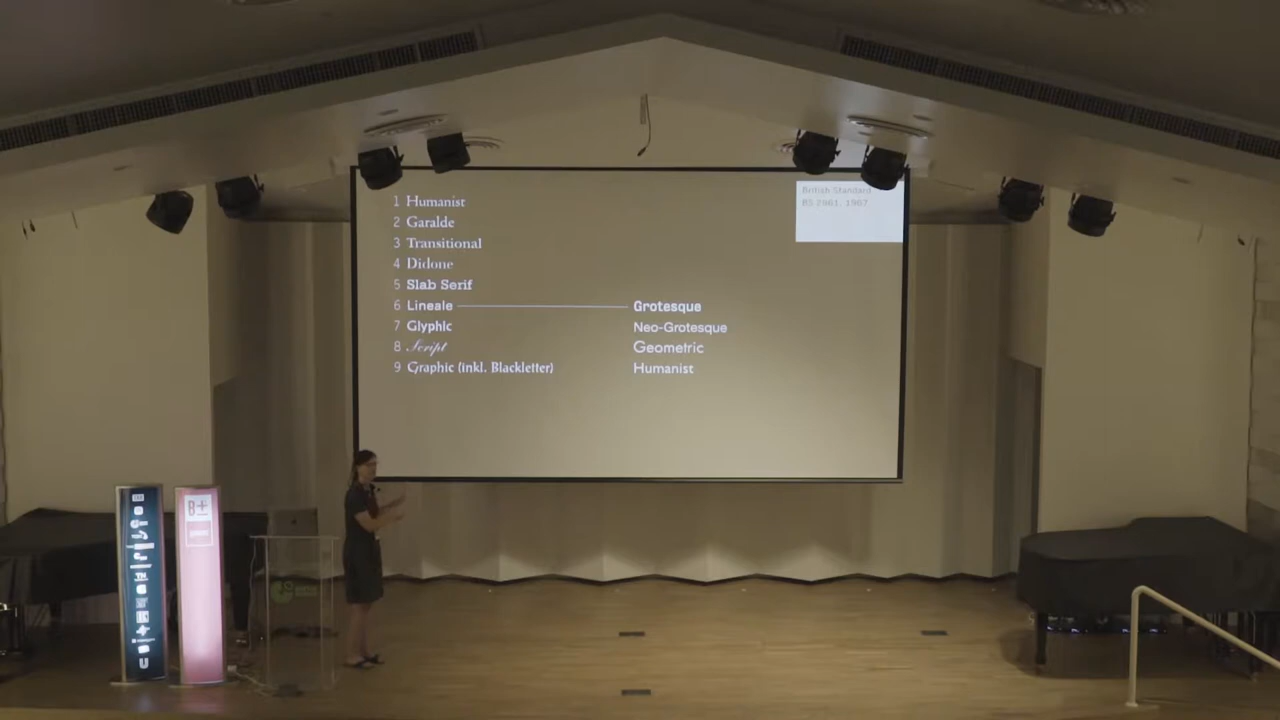 1 Humanist
2 Garalde
3 Transitional
4 Didone
5 Slab Serif
6 Lineale
7 Glyphic
8 Script
9 Graphic (inkl. Blackletter)
Grotesque
Neo-Grotesque
Geometric
Humanist
British Standard
BS 2961, 1967
B±